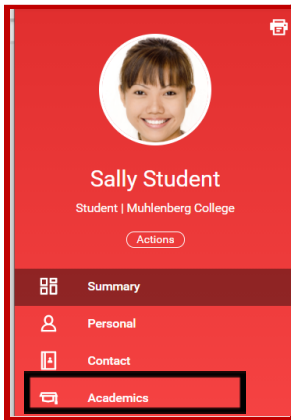 Sally Student
Student | Muhlenberg College
Actions
Summary
Personal
Contact
Academics